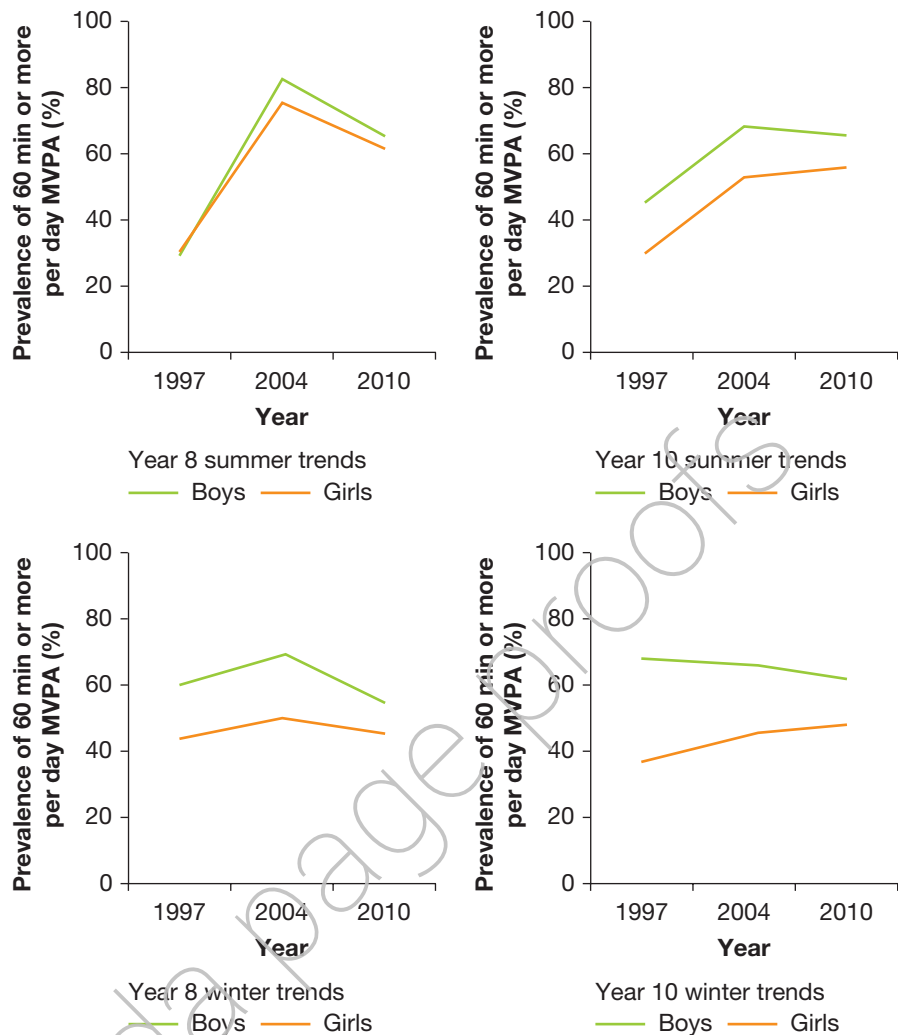 Prevalence of 60 min or more
per day MVPA (%)
100
80
60
40
20
0
1997 2004 2010
Year
Year 8 summer trends
Boys Girls
Prevalence of 60 min or more
per day MVPA (%)
100
80
60
40
20
0
1997 2004 2010
Year
Year 10 summer trends
Boys Girls
Prevalence of 60 min or more
per day MVPA (%)
100
80
60
40
20
0
1997 2004 2010
Year
Year 8 winter trends
Boys Girls
Prevalence of 60 min or more
per day MVPA (%)
100
80
60
40
20
0
1997 2004 2010
Year
Year 10 winter trends
Boys Girls
page proofs